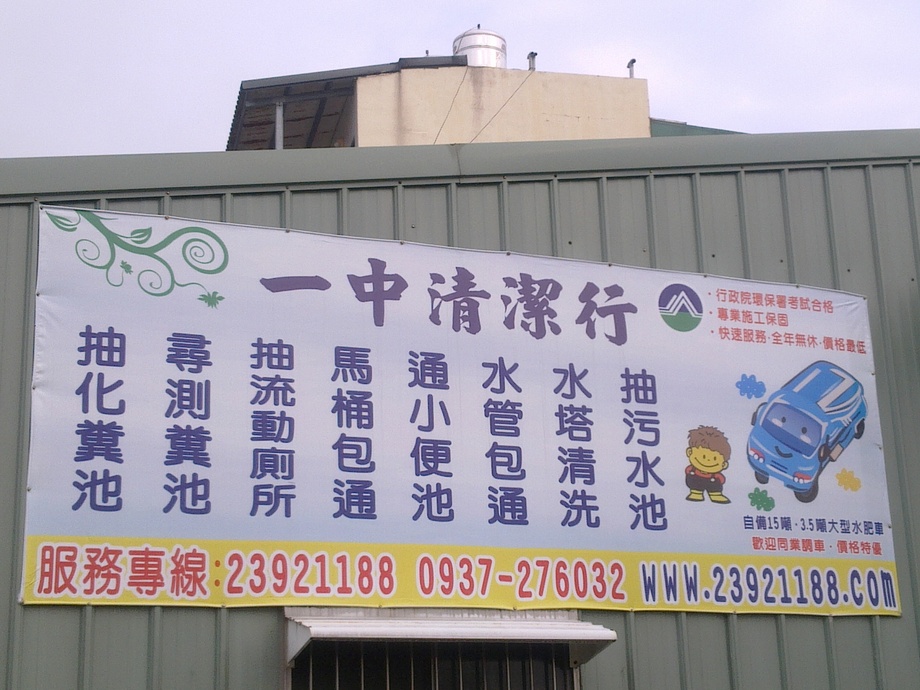 一中清潔行
·行政院環保署考試合格
·專業施工保固
·快速服務·全年無休·價格最低
抽化糞池
尋測糞池
抽流動廁所
馬桶包通
通小便池
水管包通
水塔清洗
抽污水池
自備15噸·3.5噸大型水肥車
歡迎同業調車·價格特優
服務專線:23921188 0937-276032 www.23921188.com